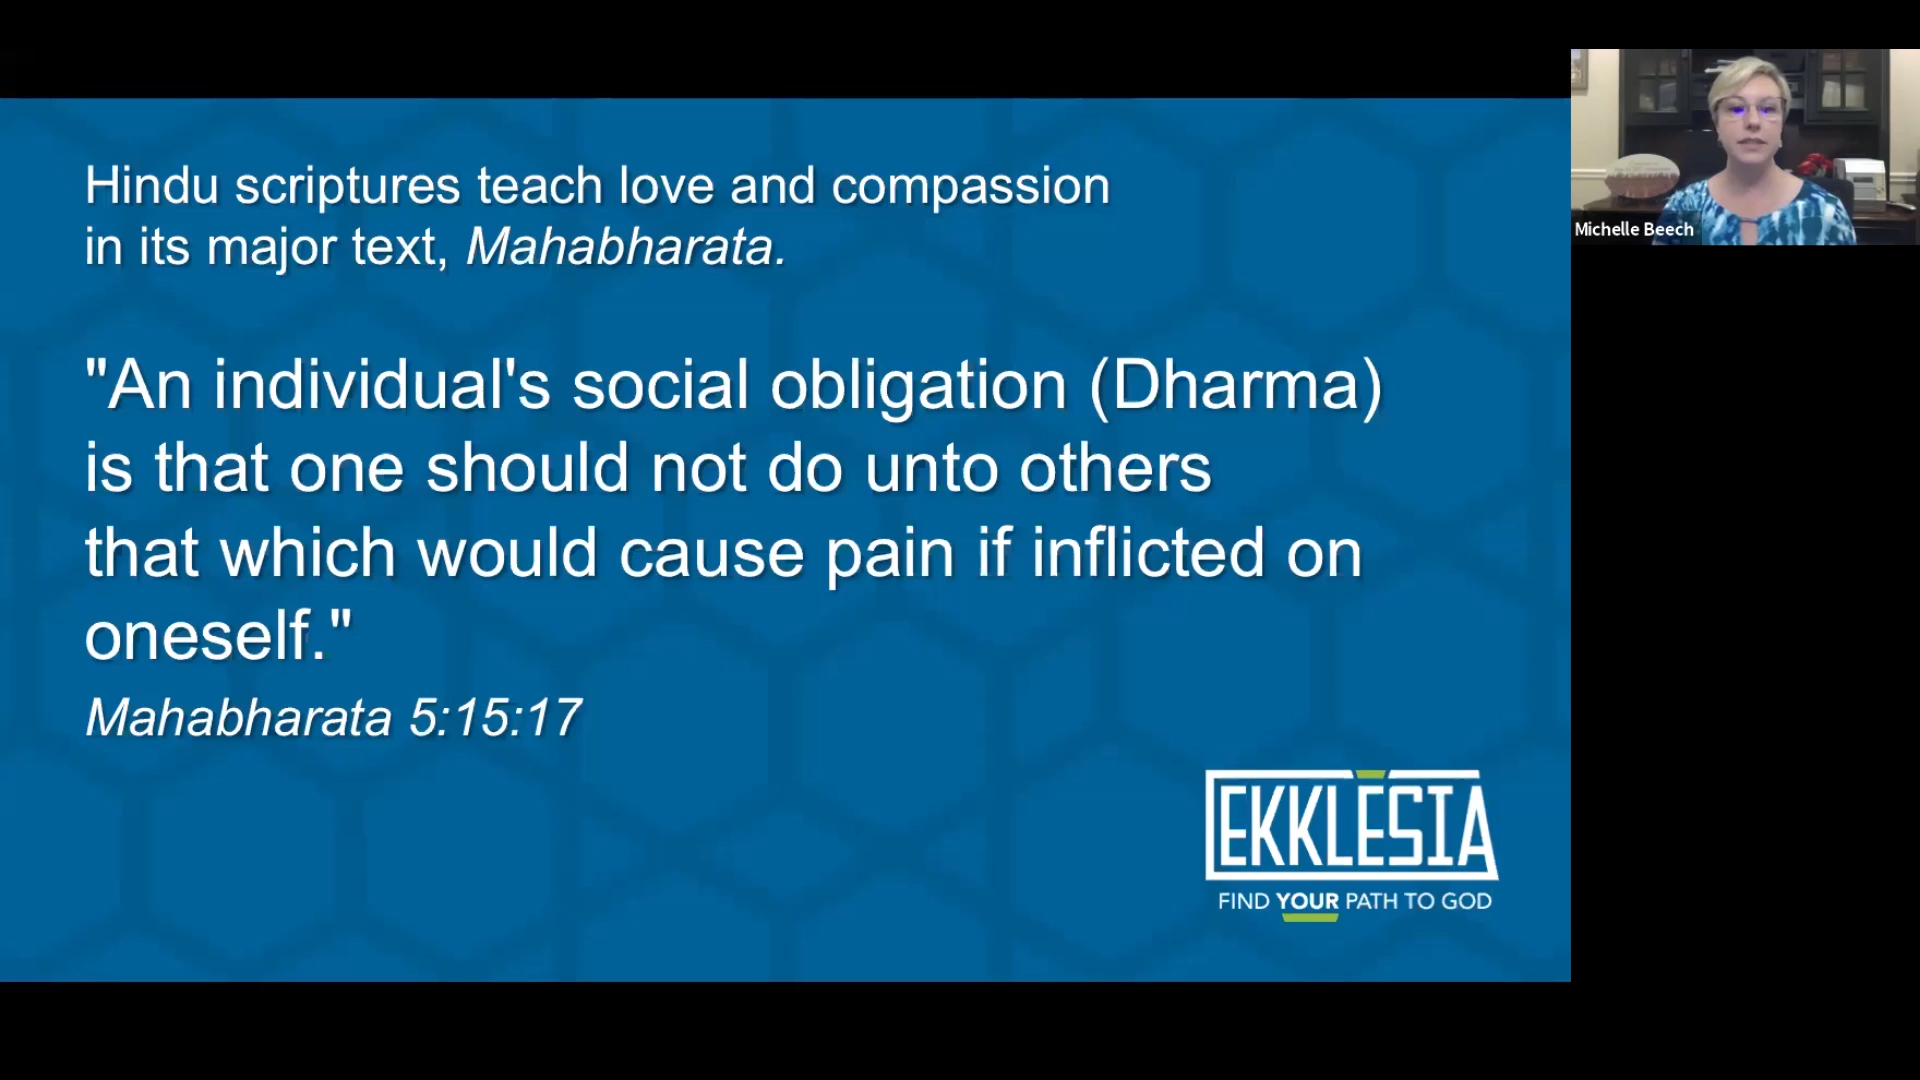 Hindu scriptures teach love and compassion
in its major text, Mahabharata.
"An individual's social obligation (Dharma)
is that one should not do unto others
that which would cause pain if inflicted on
oneself."
Mahabharata 5:15:17
EKKLESIA
FIND YOUR PATH TO GOD
Michelle Beech